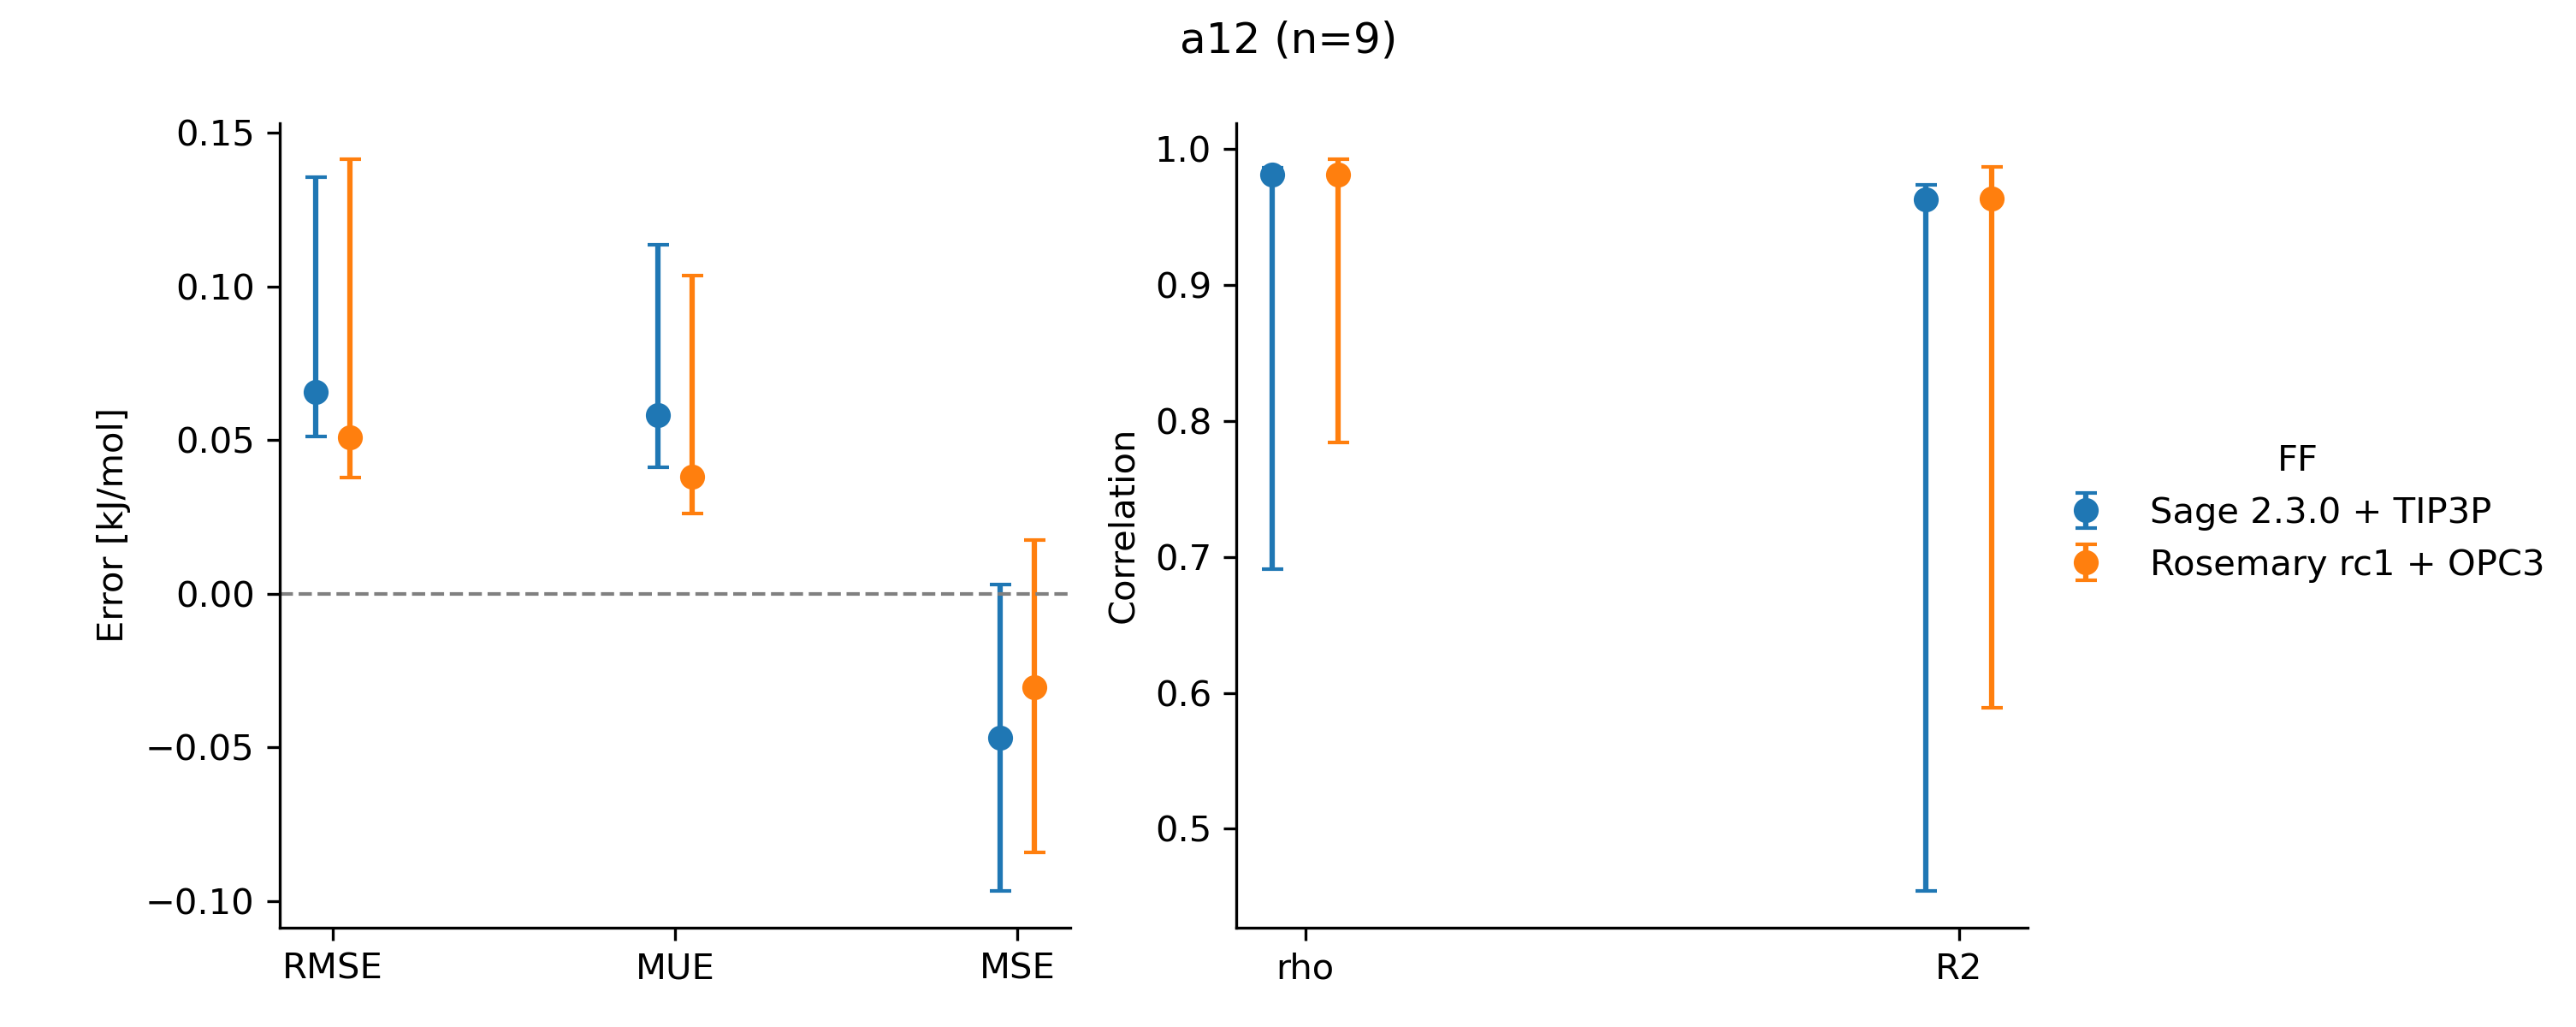 a12 (n=9)
Error [kJ/mol]
0.15
0.10
0.05
0.00
−0.05
−0.10
RMSE
MUE
MSE
Correlation
1.0
0.9
0.8
0.7
0.6
0.5
rho
R2
FF
Sage 2.3.0 + TIP3P
Rosemary rc1 + OPC3